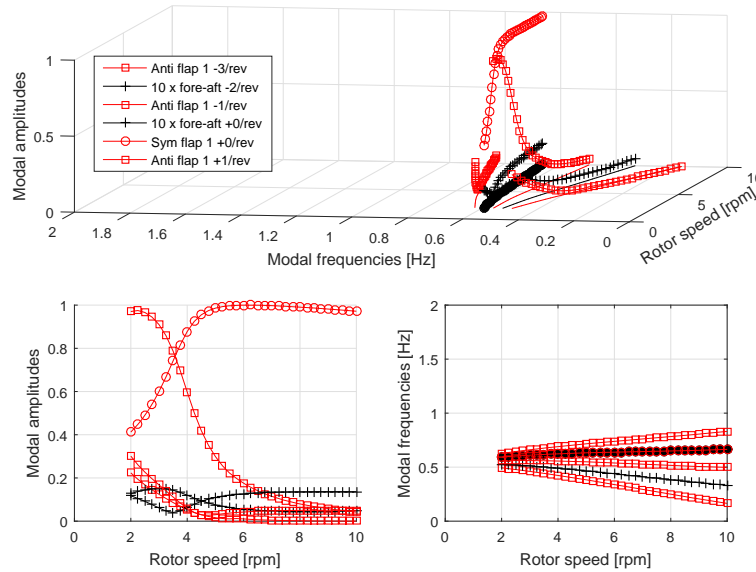 1
0.5
0
Modal amplitudes
Anti flap 1 -3/rev
10 x fore-aft -2/rev
Anti flap 1 -1/rev
10 x fore-aft +0/rev
Sym flap 1 +0/rev
Anti flap 1 +1/rev
2
1.8
1.6
1.4
1.2
1
0.8
0.6
0.4
0.2
0
Modal frequencies [Hz]
0
5
10
Rotor speed [rpm]
1
0.8
0.6
0.4
0.2
0
Modal amplitudes
0 2 4 6 8 10
Rotor speed [rpm]
2
1.5
1
0.5
0
Modal frequencies [Hz]
0 2 4 6 8 10
Rotor speed [rpm]